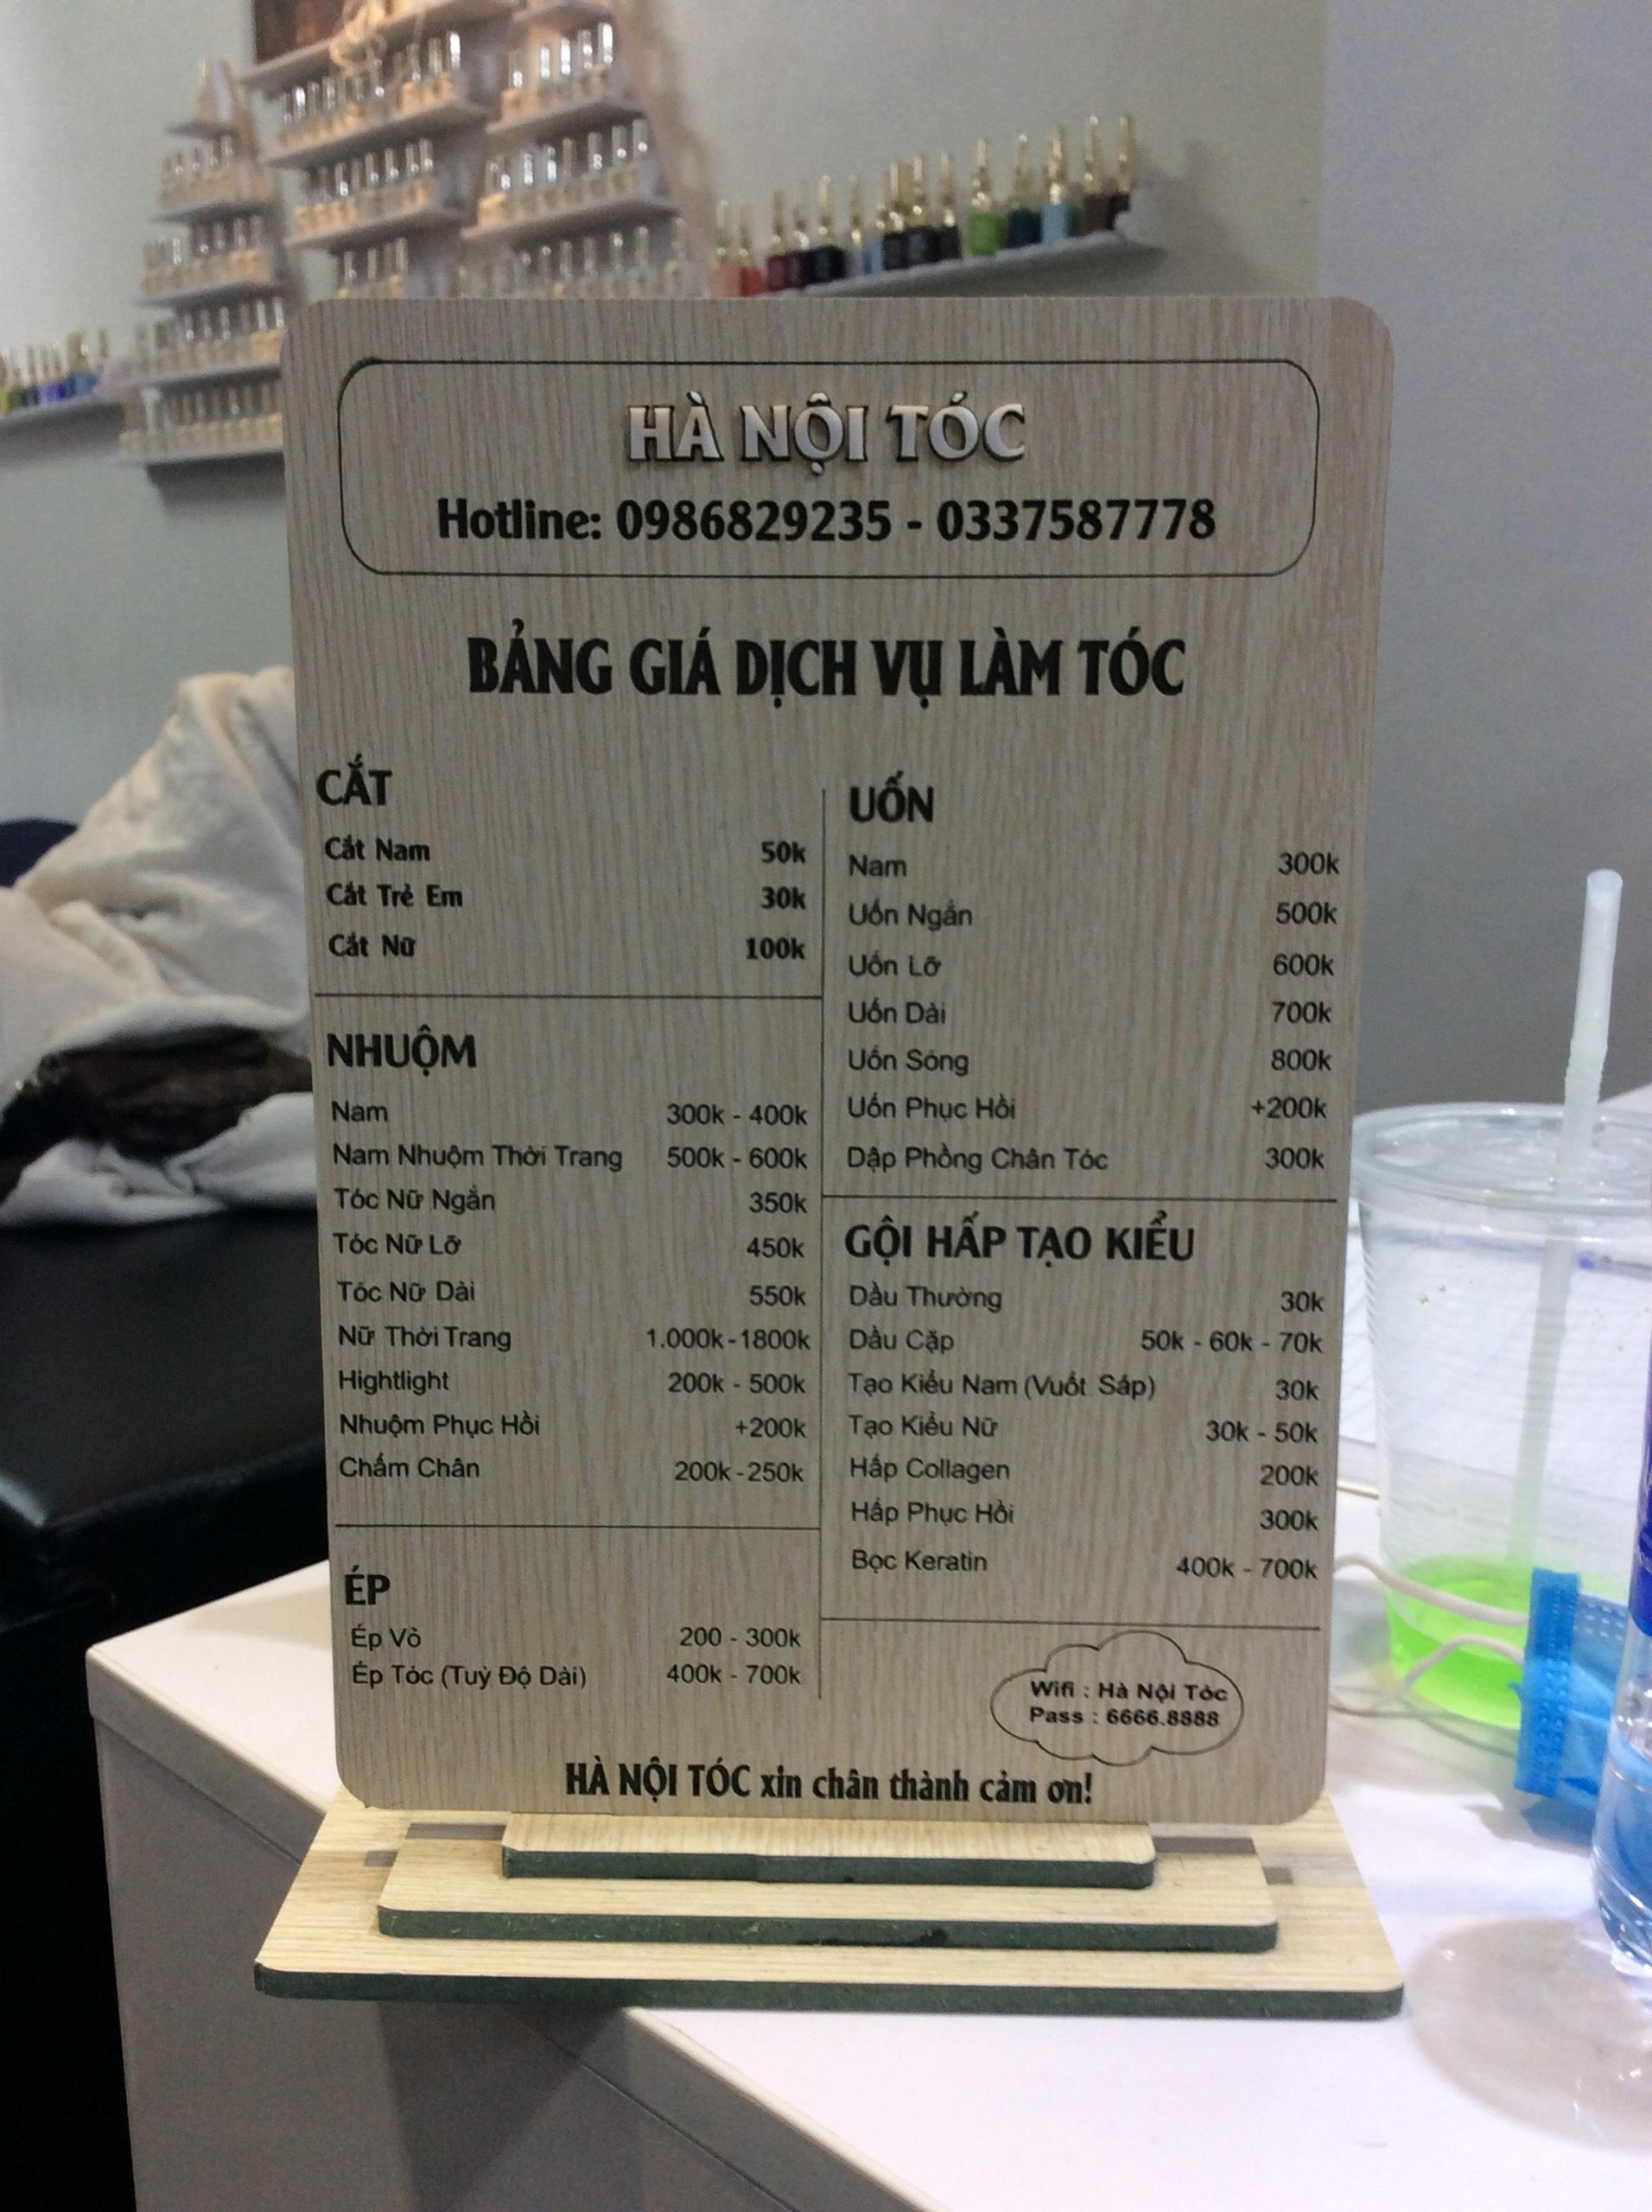 HÀ NỘI TÓC
Hotline: 0986829235 - 0337587778
BẢNG GIÁ DỊCH VỤ LÀM TÓC
CẮT
Cắt Nam 50k
Cắt Trẻ Em 30k
Cắt Nữ 100k
NHUỘM
Nam 300k - 400k
Nam Nhuộm Thời Trang 500k - 600k
Tóc Nữ Ngắn 350k
Tóc Nữ Lỡ 450k
Tóc Nữ Dài 550k
Nữ Thời Trang 1.000k-1800k
Hightlight 200k - 500k
Nhuộm Phục Hồi +200k
Chấm Chân 200k-250k
ÉP
Ép Vỏ 200 - 300k
Ép Tóc (Tuỳ Độ Dài) 400k - 700k
UỐN
Nam 300k
Uốn Ngắn 500k
Uốn Lỡ 600k
Uốn Dài 700k
Uốn Sóng 800k
Uốn Phục Hồi +200k
Dập Phồng Chân Tóc 300k
GỘI HẤP TẠO KIỂU
Dầu Thường 30k
Dầu Cặp 50k - 60k - 70k
Tạo Kiểu Nam (Vuốt Sáp) 30k
Tạo Kiểu Nữ 30k - 50k
Hấp Collagen 200k
Hấp Phục Hồi 300k
Bọc Keratin 400k - 700k
Wifi : Hà Nội Tóc
Pass : 6666.8888
HÀ NỘI TÓC xin chân thành cảm ơn!